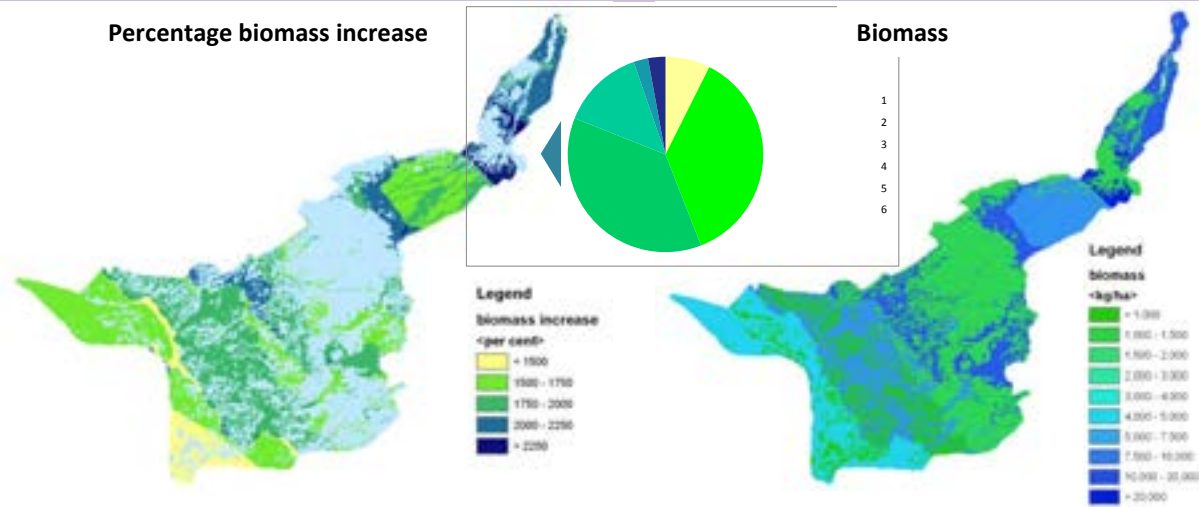 Percentage biomass increase
Biomass
1
2
3
4
5
6
Legend
biomass increase
<per cent>
< 1500
1500 - 1750
1750 - 2000
2000 - 2250
> 2250
Legend
biomass
<kg/ha>
< 1.000
1.000 - 1.500
1.500 - 2.000
2.000 - 3.000
3.000 - 4.000
4.000 - 5.000
5.000 - 7.500
7.500 - 10.000
10.000 - 20.000
> 20.000